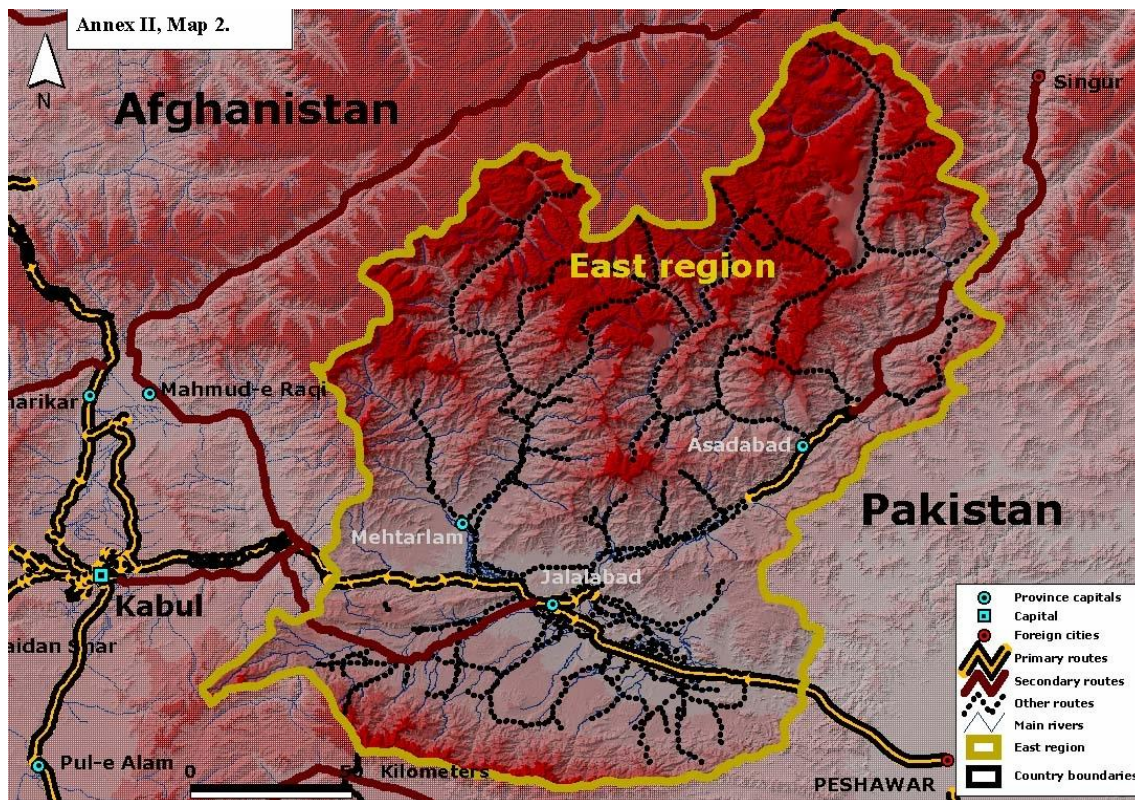 Annex II, Map 2.
N
Afghanistan
Singur
East region
Mahmud-e Raqi
harikar
Asadabad
Pakistan
Mehtarlam
Jalalabad
Kabul
aidan Shar
Pul-e Alam
0 50 Kilometers
PESHAWAR
Province capitals
Capital
Foreign cities
Primary routes
Secondary routes
Other routes
Main rivers
East region
Country boundaries